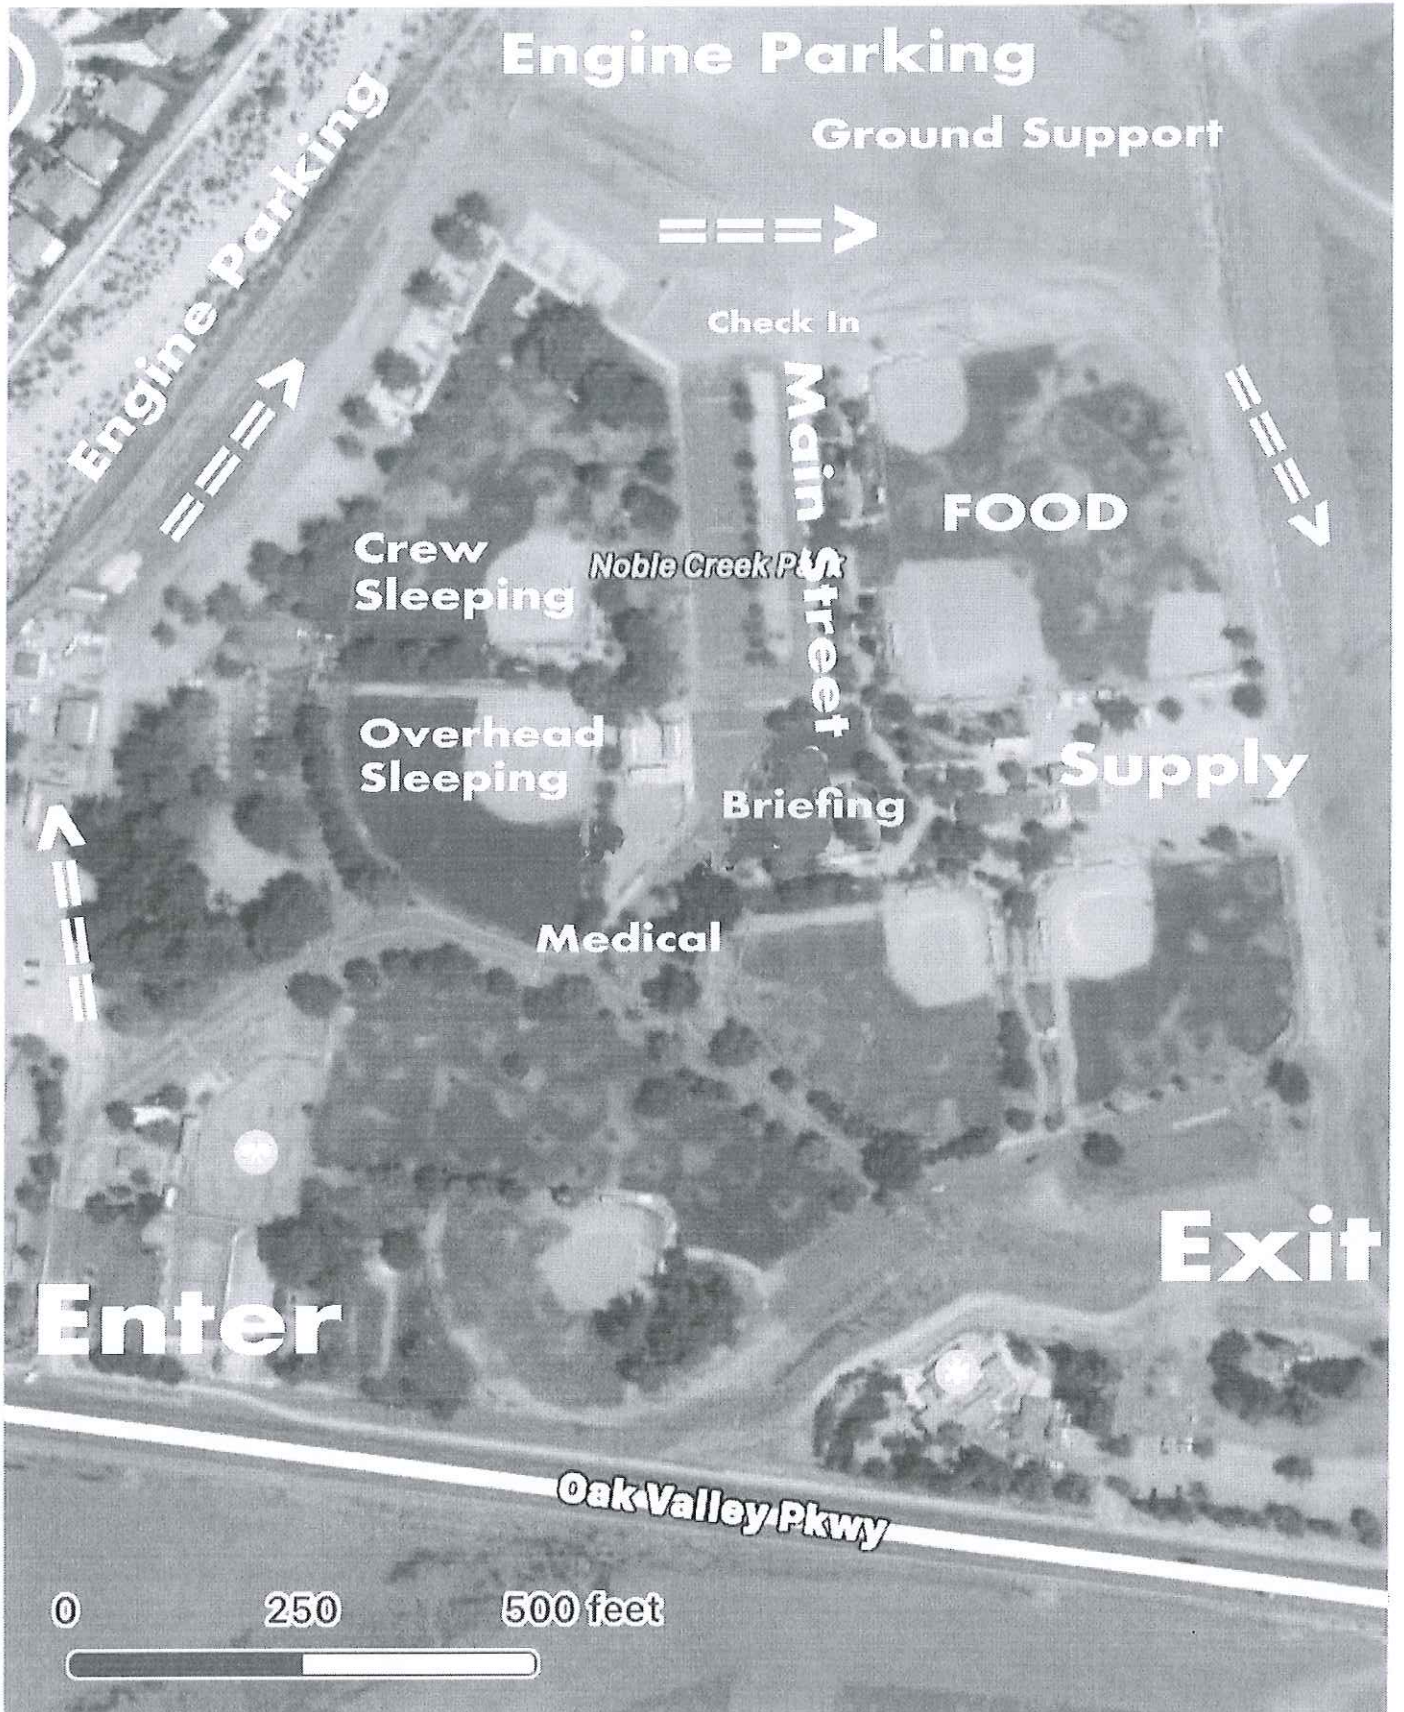 Engine Parking
Ground Support
Engine Parking
===>
===>
Check In
Main Street
===>
FOOD
Crew
Sleeping
Noble Creek Park
Overhead
Sleeping
Supply
Briefing
===>
Medical
Exit
Enter
Oak Valley Pkwy
0 250 500 feet